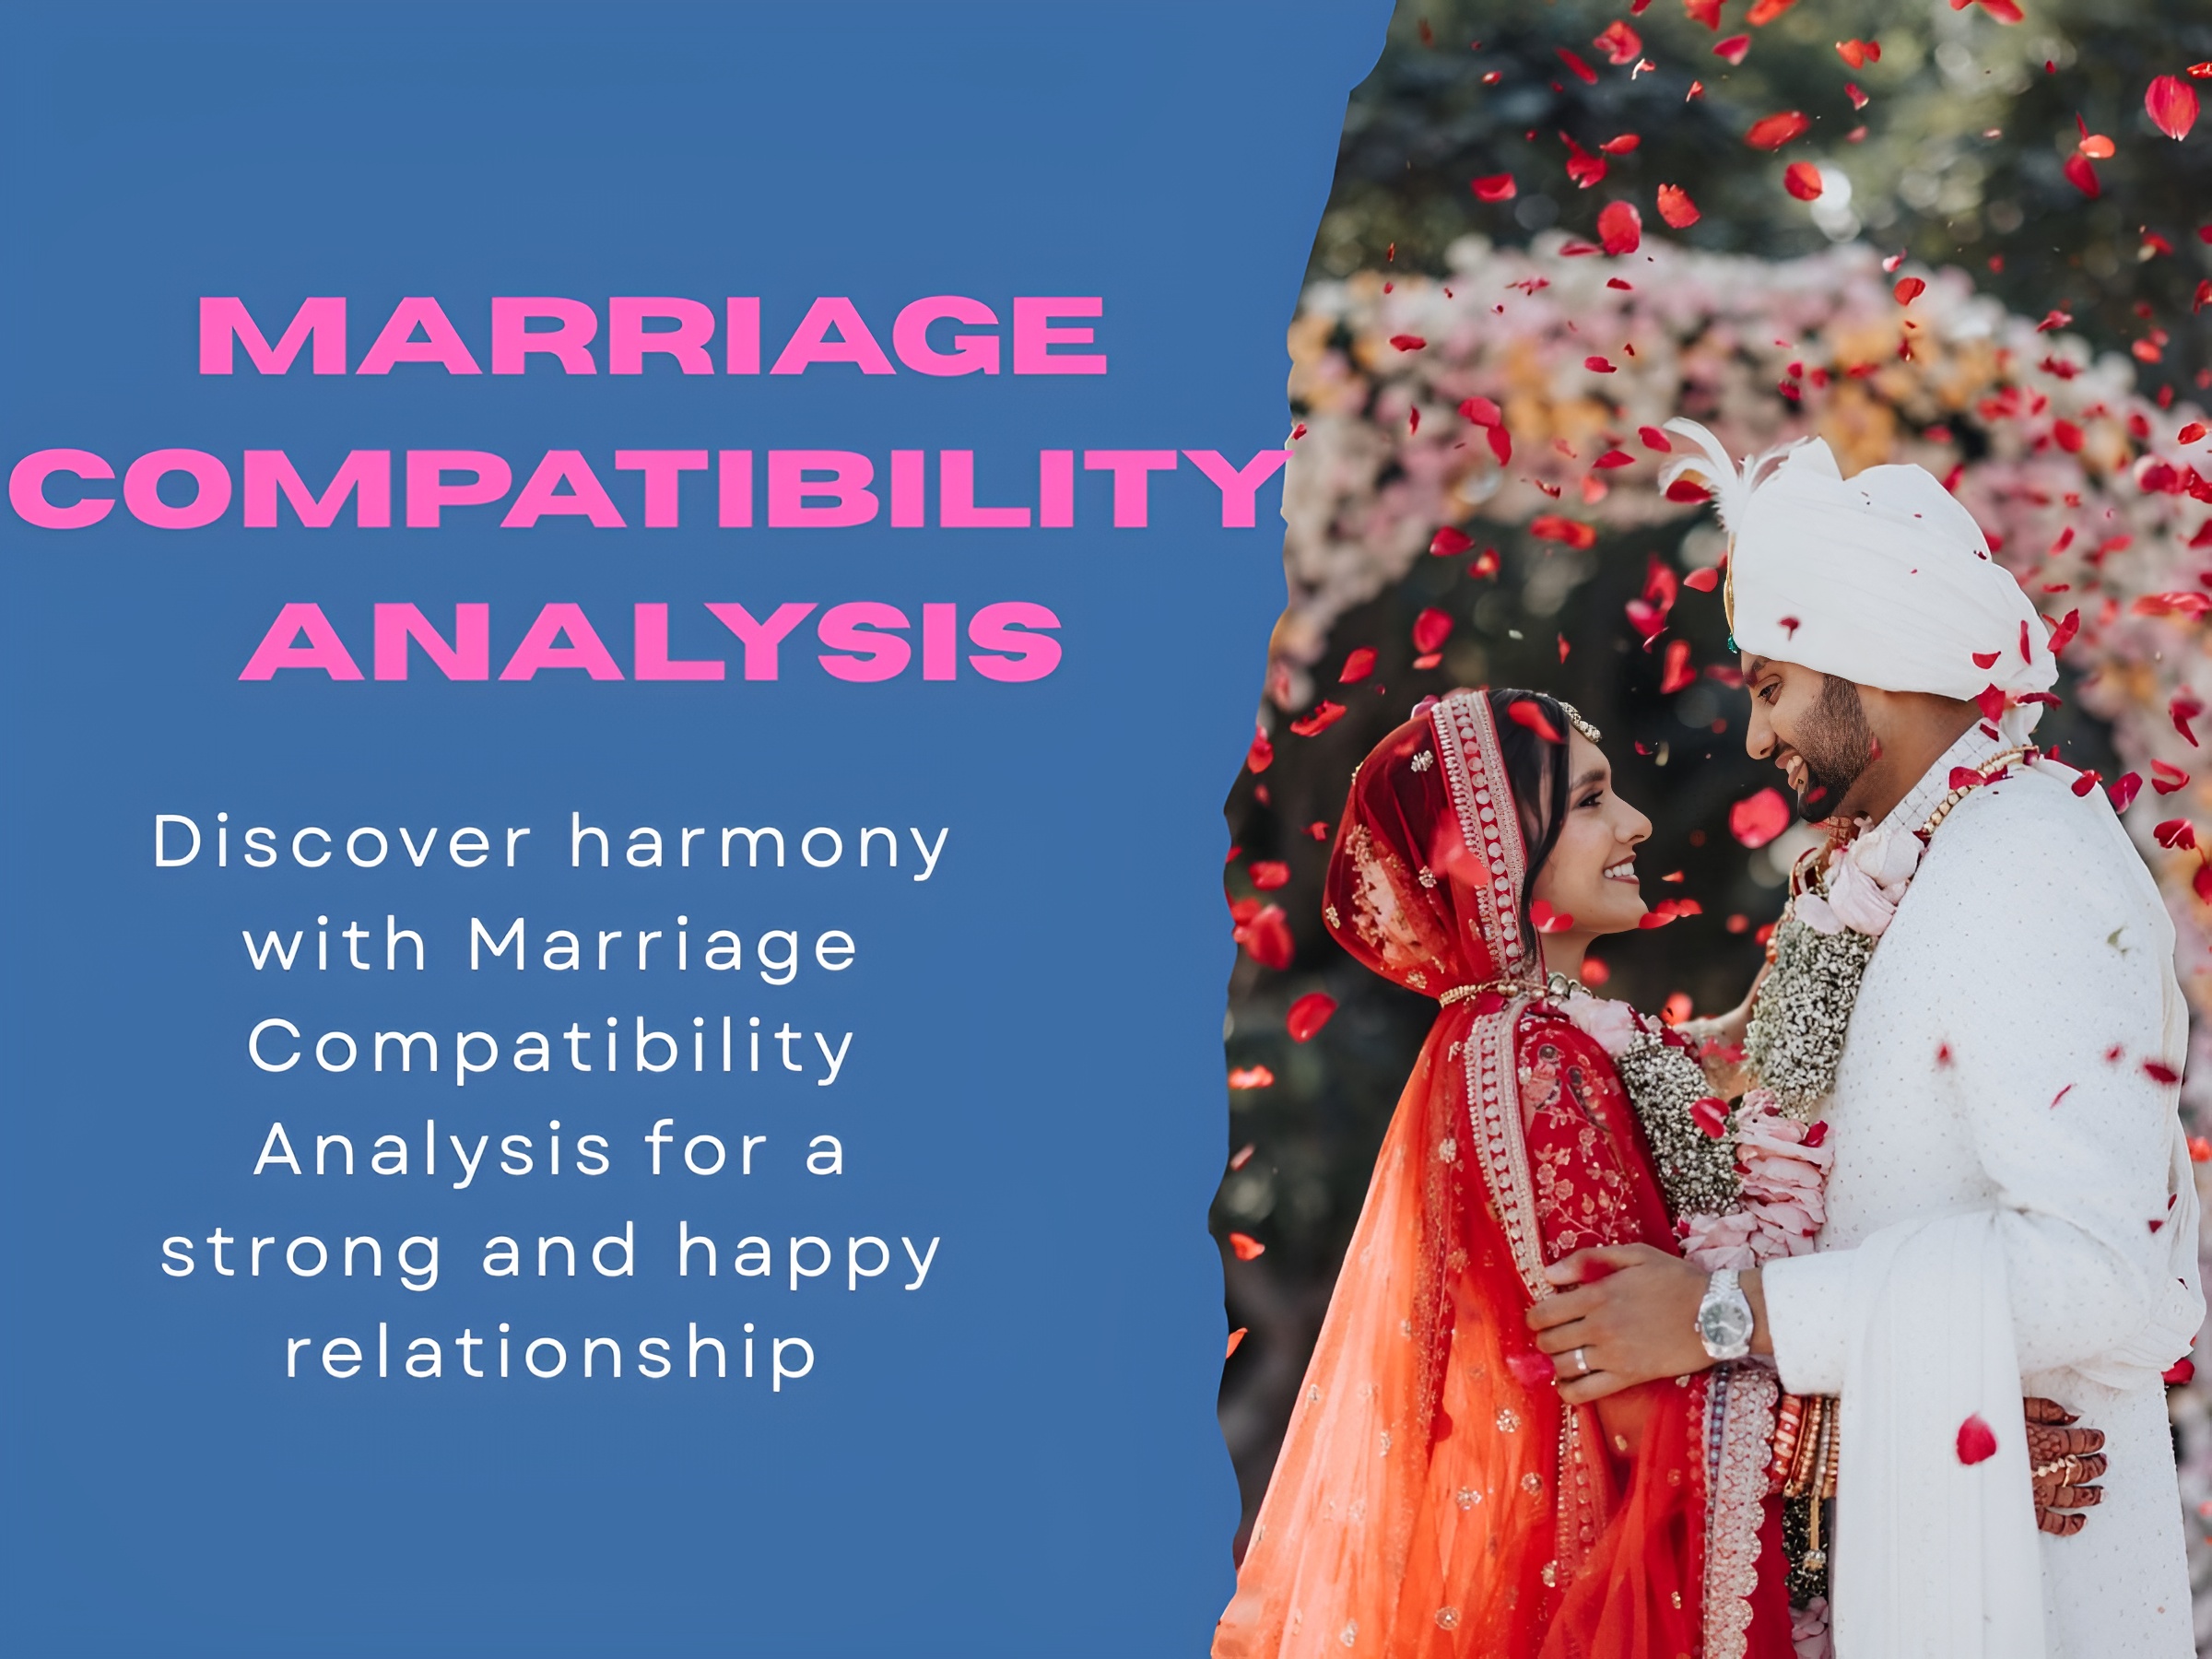 MARRIAGE
COMPATIBILITY
ANALYSIS
Discover harmony
with Marriage
Compatibility
Analysis for a
strong and happy
relationship